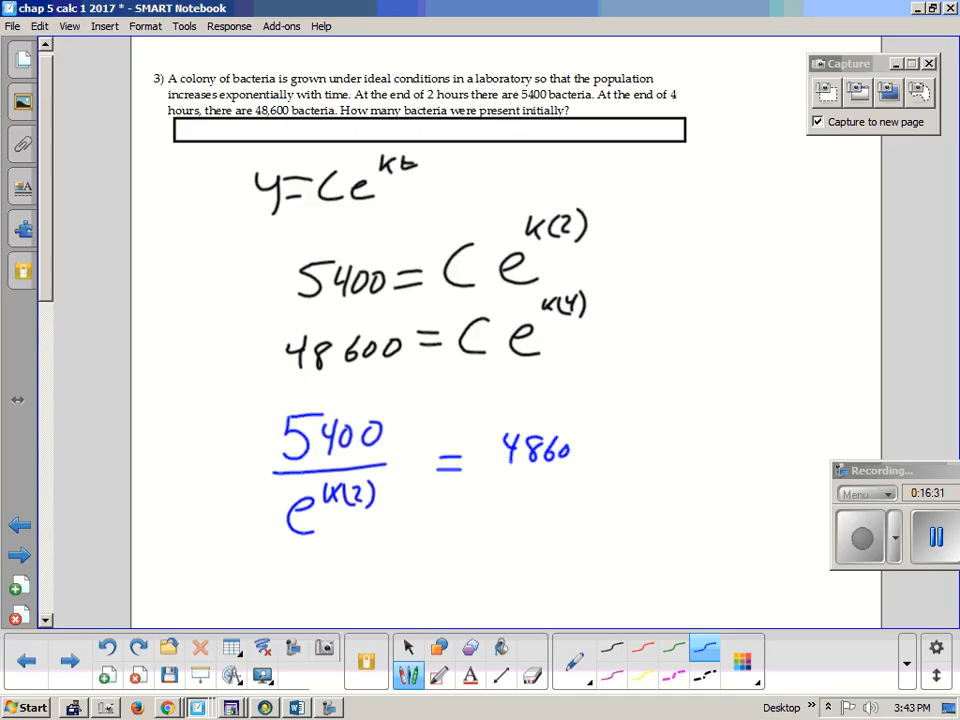 chap 5 calc 1 2017 * - SMART Notebook
File Edit View Insert Format Tools Response Add-ons Help
3) A colony of bacteria is grown under ideal conditions in a laboratory so that the population
increases exponentially with time. At the end of 2 hours there are 5400 bacteria. At the end of 4
hours, there are 48,600 bacteria. How many bacteria were present initially?
y=Ce^kt
5400 = C e^k(2)
48600 = C e^k(4)
5400 = 4860
e^k(2)
Capture
Capture to new page
Recording...
Menu 0:16:31
Start Desktop » 3:43 PM